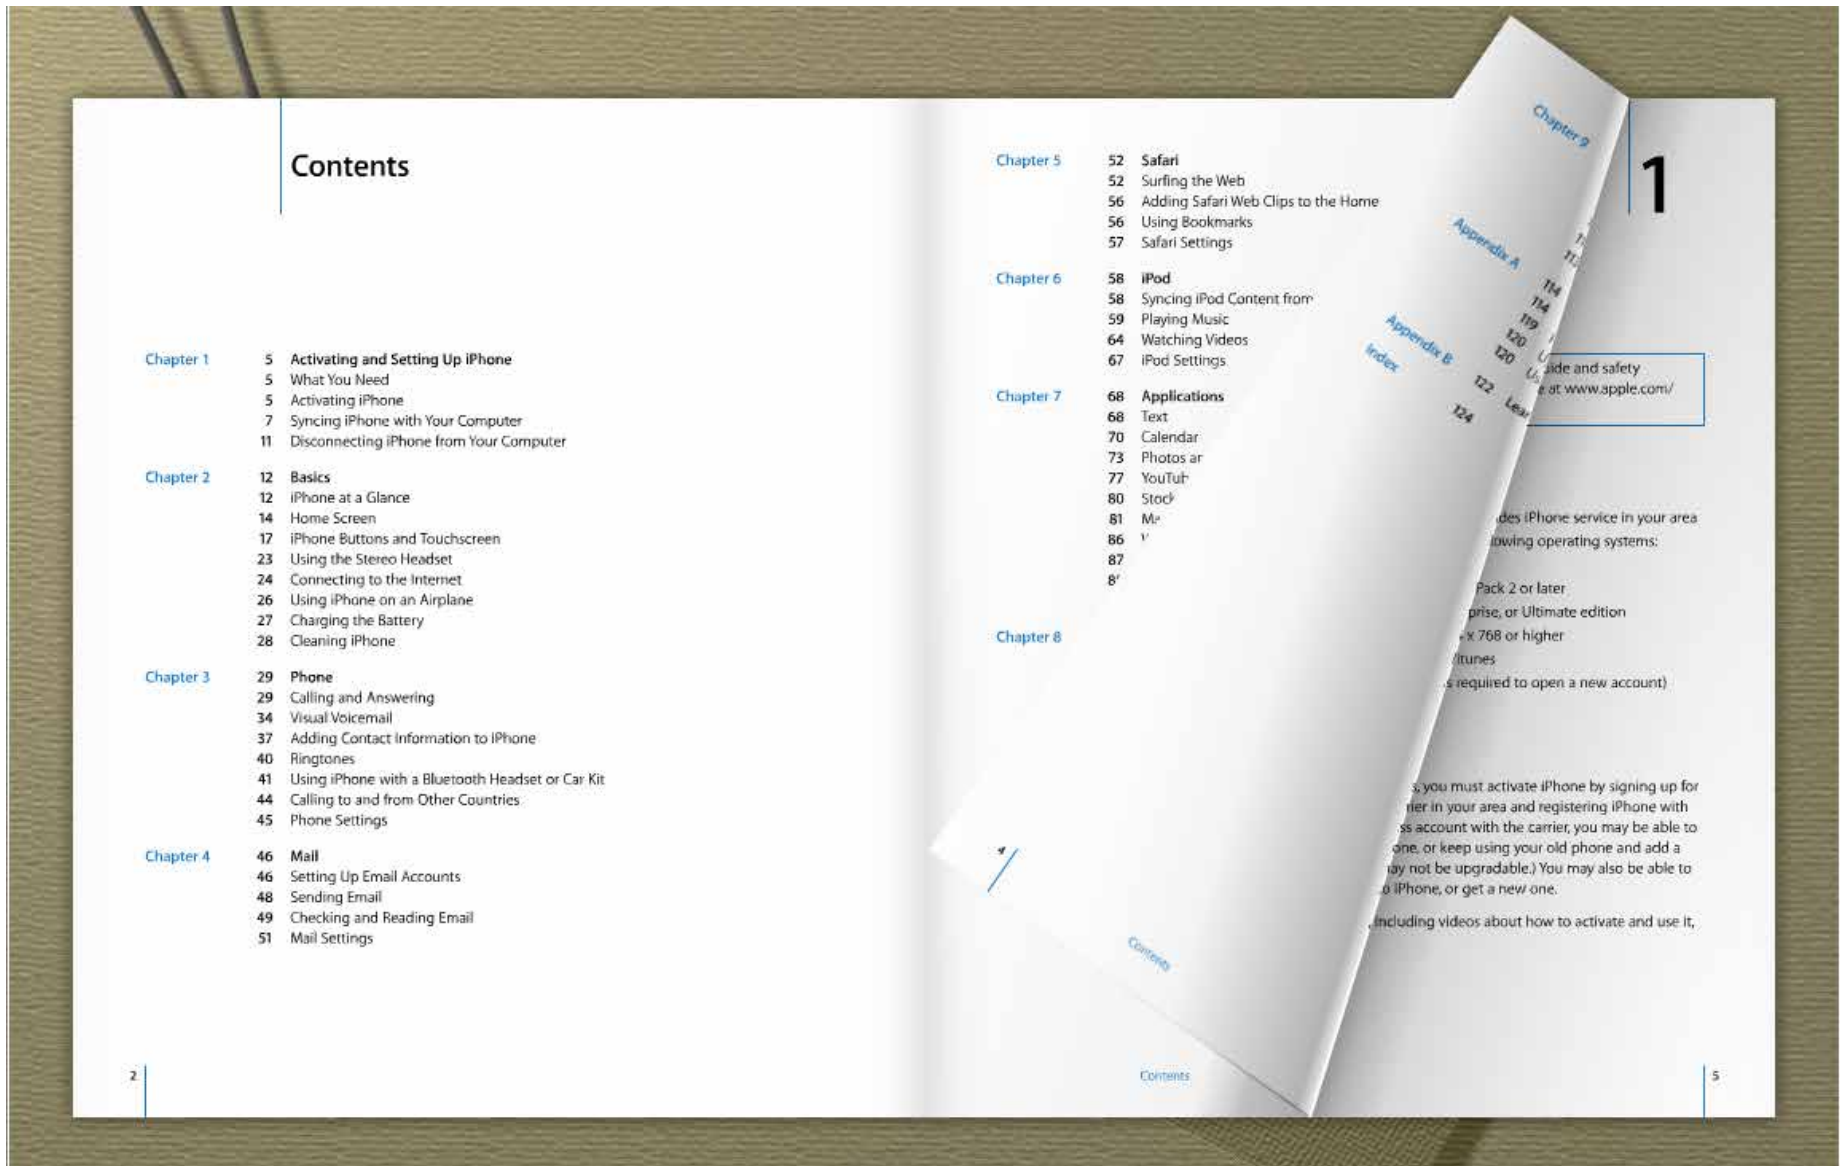 Contents
Chapter 1 5 Activating and Setting Up iPhone
5 What You Need
5 Activating iPhone
7 Syncing iPhone with Your Computer
11 Disconnecting iPhone from Your Computer
Chapter 2 12 Basics
12 iPhone at a Glance
14 Home Screen
17 iPhone Buttons and Touchscreen
23 Using the Stereo Headset
24 Connecting to the Internet
26 Using iPhone on an Airplane
27 Charging the Battery
28 Cleaning iPhone
Chapter 3 29 Phone
29 Calling and Answering
34 Visual Voicemail
37 Adding Contact Information to iPhone
40 Ringtones
41 Using iPhone with a Bluetooth Headset or Car Kit
44 Calling to and from Other Countries
45 Phone Settings
Chapter 4 46 Mail
46 Setting Up Email Accounts
48 Sending Email
49 Checking and Reading Email
51 Mail Settings
2
Chapter 5 52 Safari
52 Surfing the Web
56 Adding Safari Web Clips to the Home
56 Using Bookmarks
57 Safari Settings
Chapter 6 58 iPod
58 Syncing iPod Content from
59 Playing Music
64 Watching Videos
67 iPod Settings
Chapter 7 68 Applications
68 Text
70 Calendar
73 Photos
77
80
81
86
87
Chapter 8
Contents
Chapter 9
Appendix A
114
114
119
120
120
Appendix B 122
Index 124
Contents
1
and safety
at www.apple.com/
iPhone service in your area
operating systems:
Pack 2 or later
or Ultimate edition
x 768 or higher
required to open a new account)
you must activate iPhone by signing up for
in your area and registering iPhone with
account with the carrier, you may be able to
or keep using your old phone and add a
not be upgradable.) You may also be able to
iPhone, or get a new one.
including videos about how to activate and use it,
5